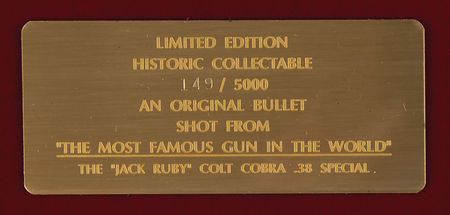 LIMITED EDITION
HISTORIC COLLECTABLE
149 / 5000
AN ORIGINAL BULLET
SHOT FROM
"THE MOST FAMOUS GUN IN THE WORLD"
THE "JACK RUBY" COLT COBRA .38 SPECIAL.